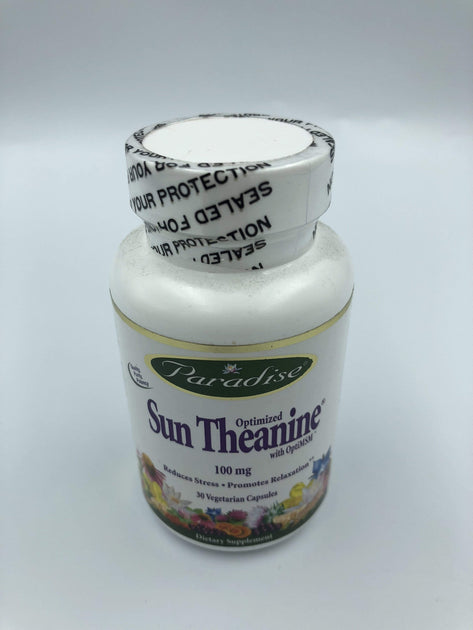 YOUR PROTECTION
SEALED FOR
YOUR PROTECTION
SEALED
Paradise®
Optimized
Sun Theanine®
with OptiMSM
100 mg
Reduces Stress • Promotes Relaxation**
30 Vegetarian Capsules
Dietary Supplement